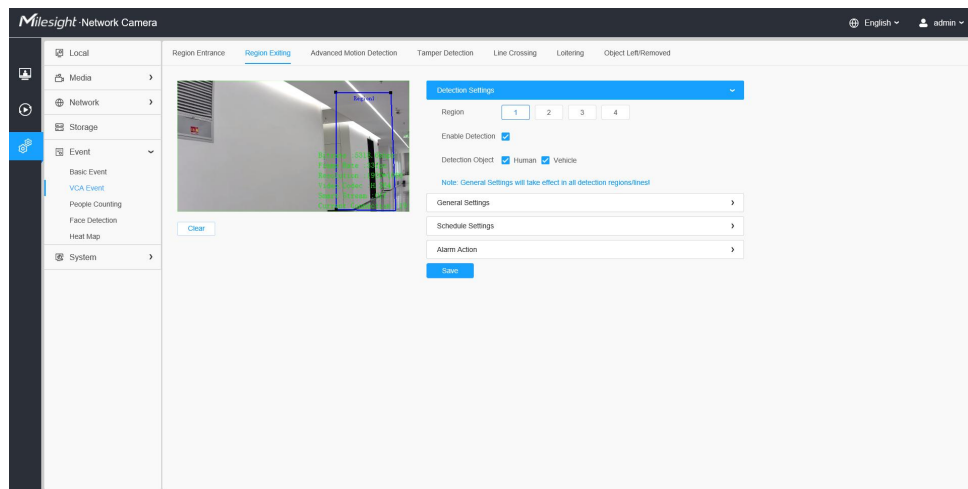 Milesight -Network Camera
English
admin
Local
Media
Network
Storage
Event
Basic Event
VCA Event
People Counting
Face Detection
Heat Map
System
Region Entrance
Region Exiting
Advanced Motion Detection
Tamper Detection
Line Crossing
Loitering
Object Left/Removed
Region1
Clear
Detection Settings
Region 1 2 3 4
Enable Detection
Detection Object Human Vehicle
Note: General Settings will take effect in all detection regions/lines!
General Settings
Schedule Settings
Alarm Action
Save